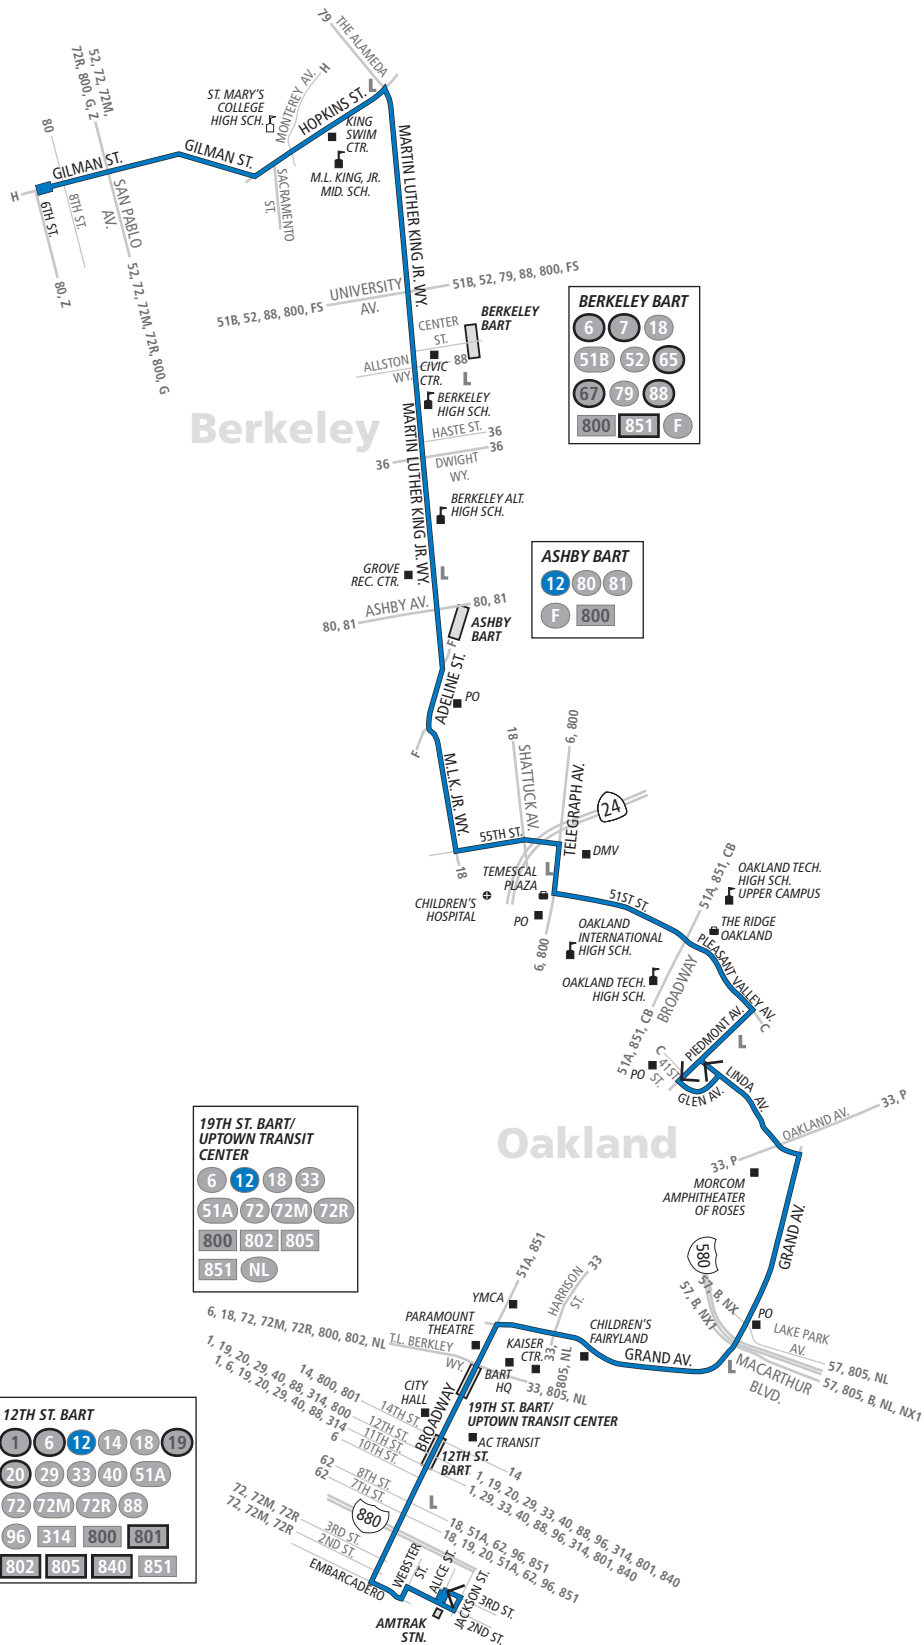 79
THE ALAMEDA
52, 72, 72M,
72R, 800, G, Z
80
ST. MARY'S
COLLEGE
HIGH SCH.
MONTEREY AV.
H
HOPKINS ST.
L
KING
SWIM
CTR.
M.L. KING, JR.
MID. SCH.
GILMAN ST.
GILMAN ST.
H
6TH ST.
8TH ST.
SAN PABLO
AV.
80, Z
52, 72, 72M, 72R, 800, G
SACRAMENTO
ST.
MARTIN LUTHER KING JR. WY.
UNIVERSITY
AV.
51B, 52, 88, 800, FS
51B, 52, 79, 88, 800, FS
CENTER
ST.
BERKELEY
BART
ALLSTON
WY.
88
CIVIC
CTR.
L
BERKELEY
HIGH SCH.
Berkeley
MARTIN LUTHER KING JR. WY.
HASTE ST.
36
36
36
DWIGHT
WY.
BERKELEY BART
6
7
18
51B
52
65
67
79
88
800
851
F
BERKELEY ALT.
HIGH SCH.
GROVE
REC. CTR.
L
ASHBY AV.
80, 81
80, 81
ASHBY
BART
ASHBY BART
12
80
81
F
800
F
ADELINE ST.
PO
F
M.L.K. JR. WY.
18
SHATTUCK AV.
6, 800
TELEGRAPH AV.
24
55TH ST.
18
DMV
TEMESCAL
PLAZA
L
CHILDREN'S
HOSPITAL
PO
6, 800
51ST ST.
OAKLAND
INTERNATIONAL
HIGH SCH.
OAKLAND TECH.
HIGH SCH.
51A, 851, CB
OAKLAND TECH.
HIGH SCH.
UPPER CAMPUS
THE RIDGE
OAKLAND
PLEASANT VALLEY AV.
BROADWAY
51A, 851, CB
C
PIEDMONT AV.
L
C
41ST
ST.
PO
GLEN AV.
LINDA
AV.
OAKLAND AV.
33, P
33, P
Oakland
MORCOM
AMPHITHEATER
OF ROSES
GRAND AV.
580
57, B, NX
57, B, NX1
PO
LAKE PARK
AV.
57, 805, NL
57, 805, B, NL, NX1
MACARTHUR
BLVD.
L
19TH ST. BART/
UPTOWN TRANSIT
CENTER
6
12
18
33
51A
72
72M
72R
800
802
805
851
NL
51A, 851
YMCA
HARRISON
ST.
33
CHILDREN'S
FAIRYLAND
GRAND AV.
PARAMOUNT
THEATRE
KAISER
CTR.
33,
805, NL
BART
HQ
33, 805, NL
6, 18, 72, 72M, 72R, 800, 802, NL
T.L. BERKLEY
WY.
CITY
HALL
BROADWAY
19TH ST. BART/
UPTOWN TRANSIT CENTER
AC TRANSIT
14, 800, 801
14TH ST.
14
1, 19, 20, 29, 40, 88, 314, 800
12TH ST.
1, 19, 20, 29, 33, 40, 88, 96, 314, 801, 840
1, 6, 19, 20, 29, 40, 88, 314
11TH ST.
1, 29, 33, 40, 88, 96, 314, 801, 840
6
10TH ST.
12TH ST.
BART
62
8TH ST.
18, 51A, 62, 96, 851
62
7TH ST.
18, 19, 20, 51A, 62, 96, 851
L
880
72, 72M, 72R
3RD ST.
72, 72M, 72R
2ND ST.
EMBARCADERO
WEBSTER
ST.
ALICE ST.
JACKSON ST.
3RD ST.
2ND ST.
AMTRAK
STN.
12TH ST. BART
1
6
12
14
18
19
20
29
33
40
51A
72
72M
72R
88
96
314
800
801
802
805
840
851